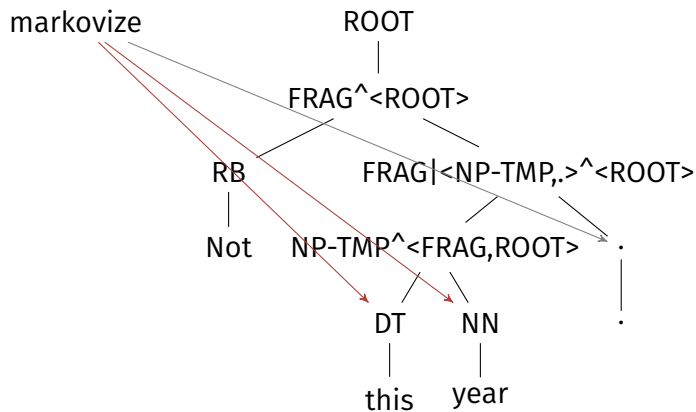 markovize ROOT
FRAG^<ROOT>
RB FRAG|<NP-TMP,.>^<ROOT>
Not NP-TMP^<FRAG,ROOT> .
DT NN .
this year